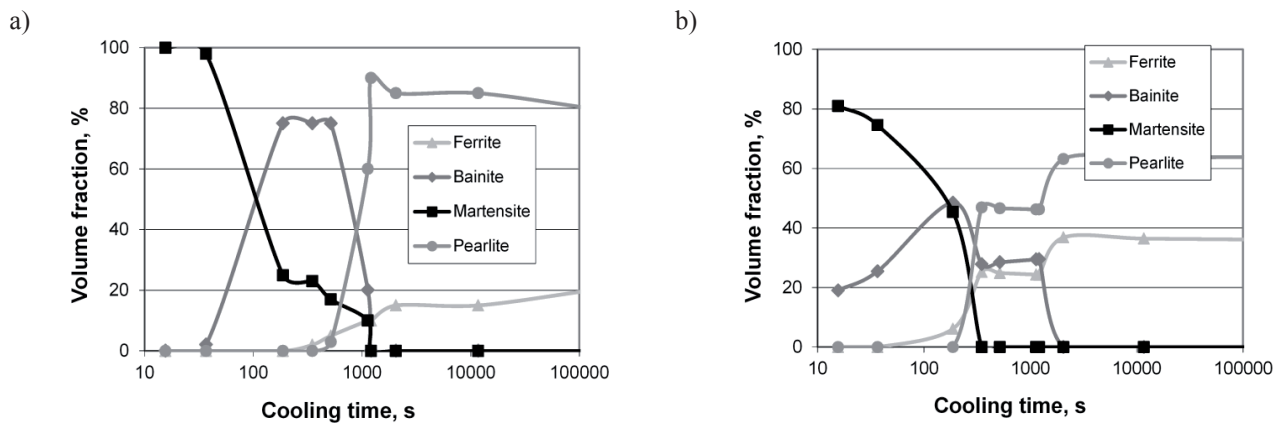 a)
100
80
60
40
20
0
Volume fraction, %
10 100 1000 10000 100000
Cooling time, s
Ferrite
Bainite
Martensite
Pearlite
b)
100
80
60
40
20
0
Volume fraction, %
10 100 1000 10000 100000
Cooling time, s
Ferrite
Bainite
Martensite
Pearlite